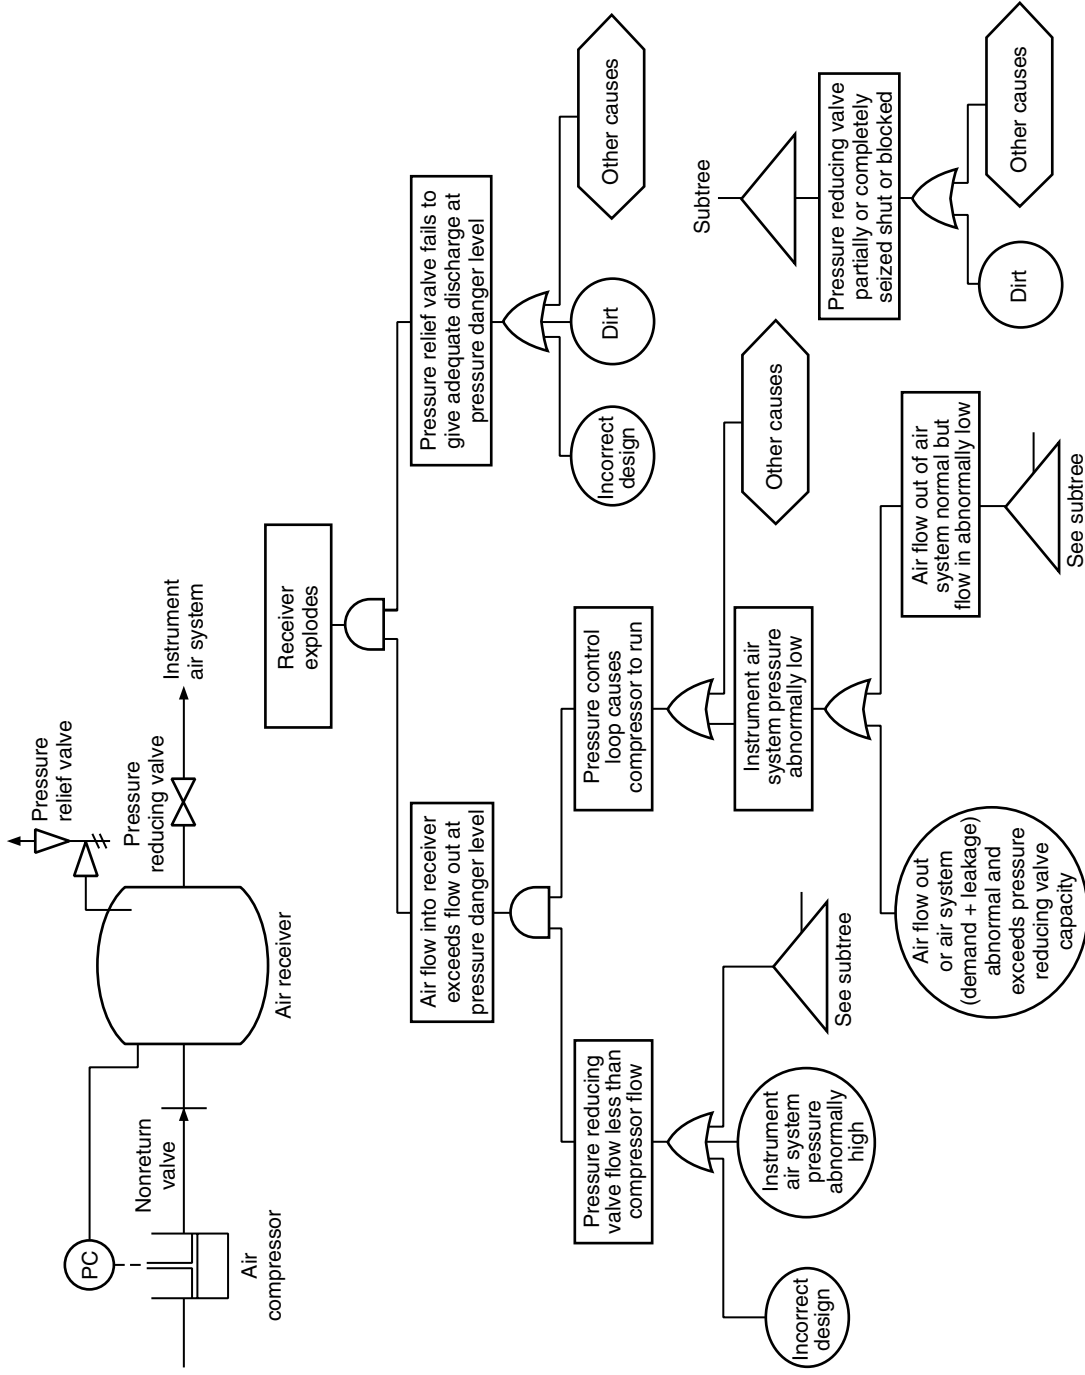 Pressure
relief valve
Pressure
reducing valve
Instrument
air system
Air receiver
Nonreturn
valve
PC
Air
compressor
Receiver
explodes
Air flow into receiver
exceeds flow out at
pressure danger level
Pressure relief valve fails to
give adequate discharge at
pressure danger level
Incorrect
design
Dirt
Other causes
Pressure reducing
valve flow less than
compressor flow
Pressure control
loop causes
compressor to run
Incorrect
design
Instrument
air system
pressure
abnormally
high
See subtree
Instrument air
system pressure
abnormally low
Other causes
Air flow out
or air system
(demand + leakage)
abnormal and
exceeds pressure
reducing valve
capacity
Air flow out of air
system normal but
flow in abnormally low
See subtree
Subtree
Pressure reducing valve
partially or completely
seized shut or blocked
Dirt
Other causes